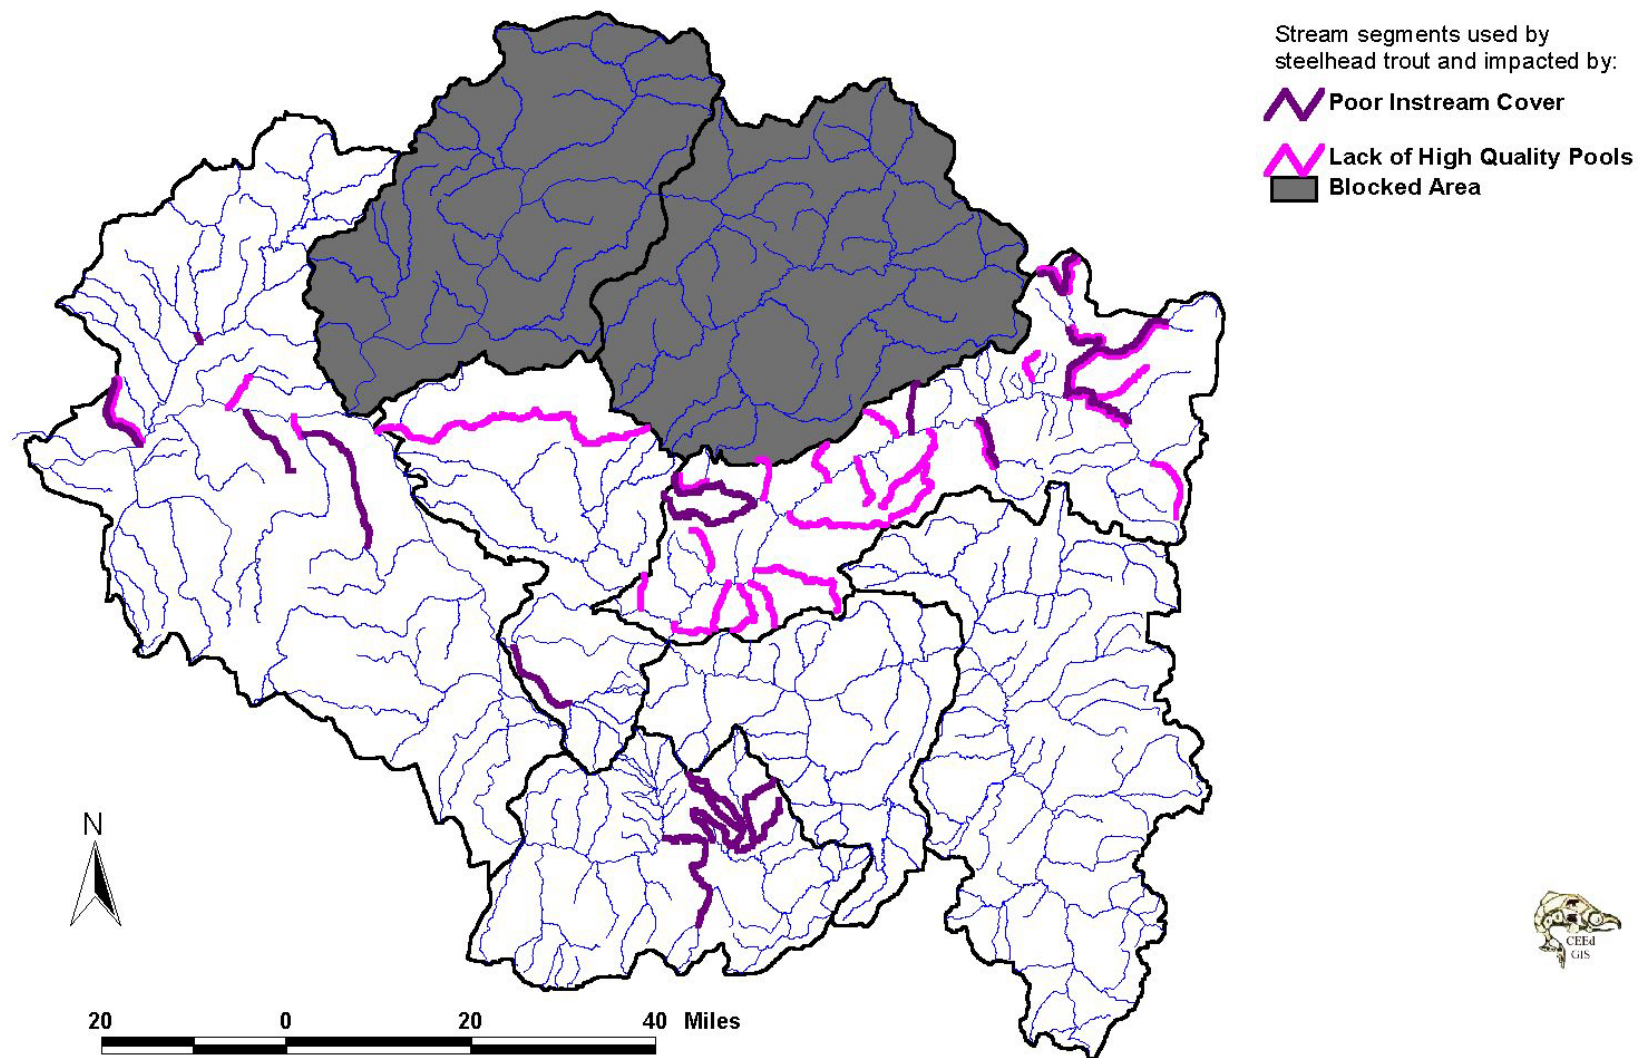 Stream segments used by
steelhead trout and impacted by:
Poor Instream Cover
Lack of High Quality Pools
Blocked Area
N
CEEd
GIS
20 0 20 40 Miles